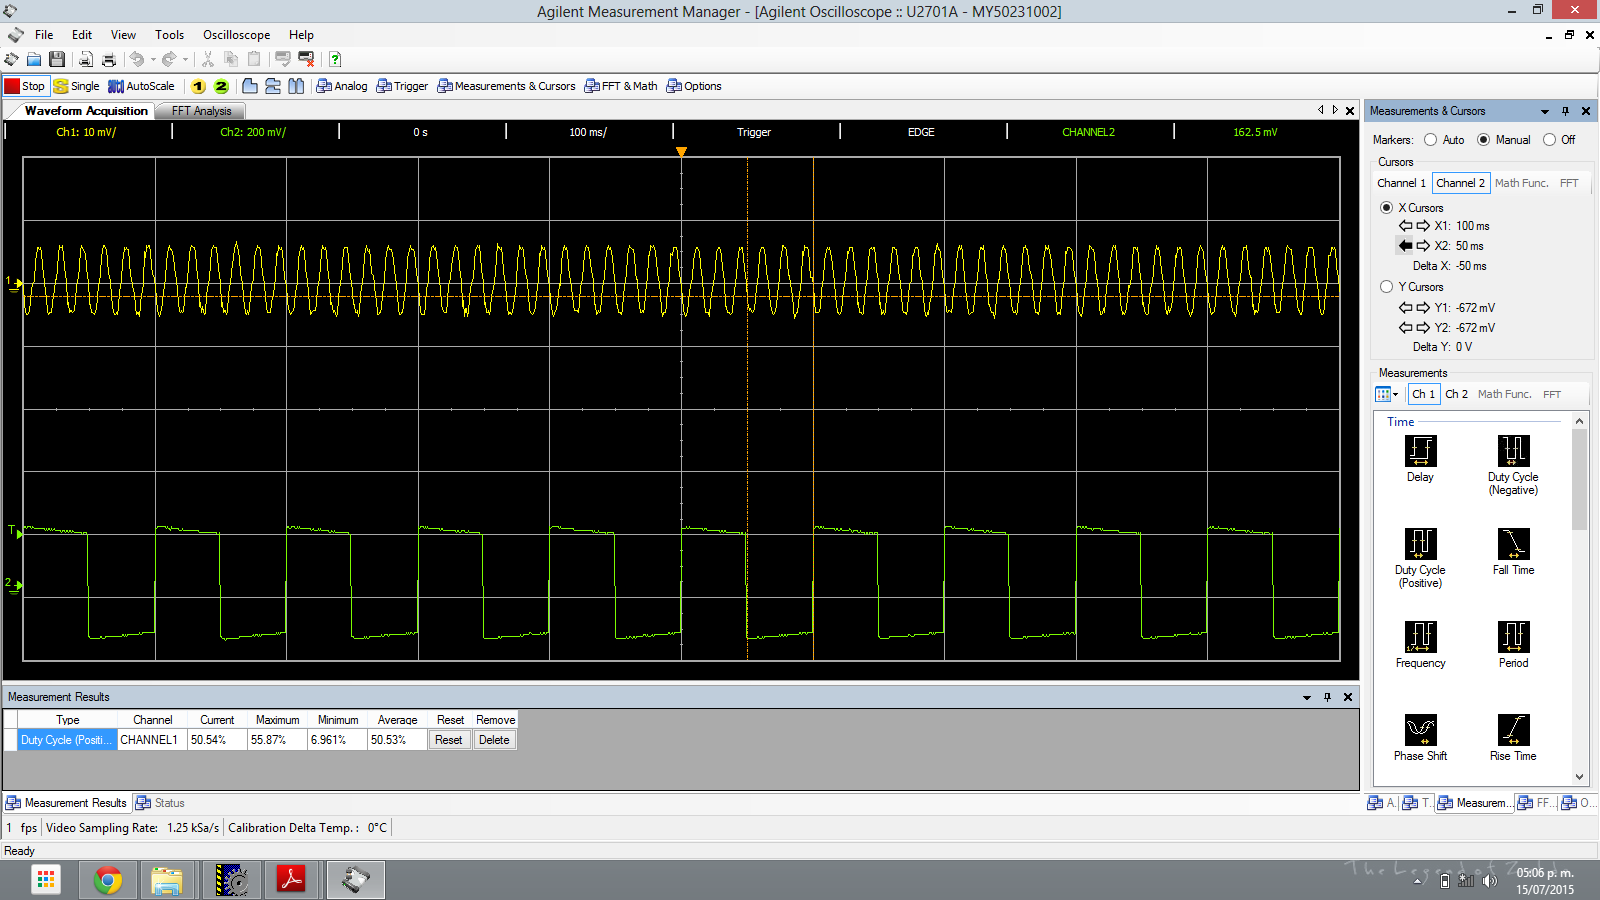 Agilent Measurement Manager - [Agilent Oscilloscope :: U2701A - MY50231002]
File Edit View Tools Oscilloscope Help
Stop Single AutoScale 1 2 Analog Trigger Measurements & Cursors FFT & Math Options
Waveform Acquisition FFT Analysis
Ch1: 10 mV/ Ch2: 200 mV/ 0 s 100 ms/ Trigger EDGE CHANNEL2 162.5 mV
1
T
2
Measurements & Cursors
Markers: Auto Manual Off
Cursors
Channel 1 Channel 2 Math Func. FFT
X Cursors
X1: 100 ms
X2: 50 ms
Delta X: -50 ms
Y Cursors
Y1: -672 mV
Y2: -672 mV
Delta Y: 0 V
Measurements
Ch 1 Ch 2 Math Func. FFT
Time
Delay Duty Cycle (Negative)
Duty Cycle (Positive) Fall Time
Frequency Period
Phase Shift Rise Time
A. T.. Measurem... FF.. O...
Measurement Results
Type Channel Current Maximum Minimum Average Reset Remove
Duty Cycle (Positi... CHANNEL1 50.54% 55.87% 6.961% 50.53% Reset Delete
Measurement Results Status
1 fps Video Sampling Rate: 1.25 kSa/s Calibration Delta Temp. : 0°C
Ready
The Legend of
05:06 p. m.
15/07/2015